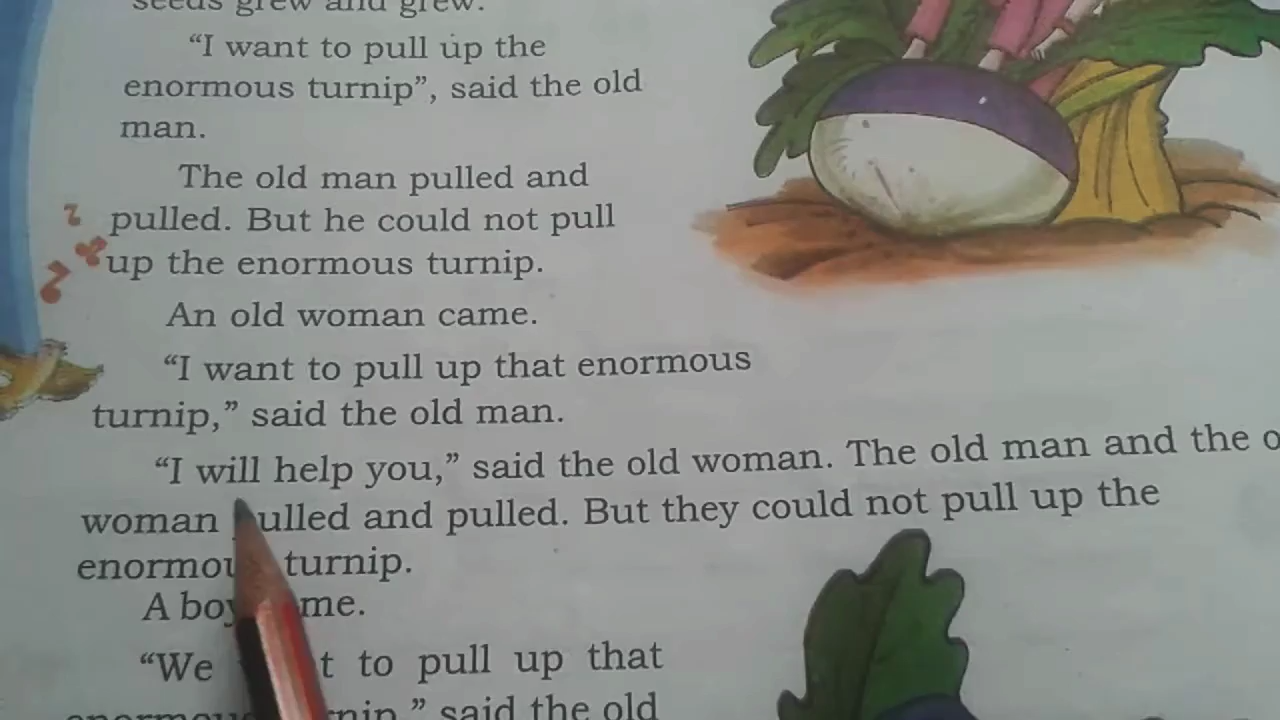 seeds grew and grew.
“I want to pull up the
enormous turnip”, said the old
man.
The old man pulled and
pulled. But he could not pull
up the enormous turnip.
An old woman came.
“I want to pull up that enormous
turnip,” said the old man.
“I will help you,” said the old woman. The old man and the
woman pulled and pulled. But they could not pull up the
enormous turnip.
A boy
“We to pull up that
said the old